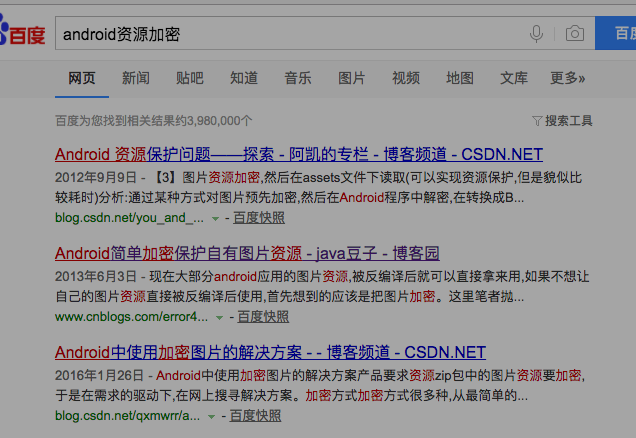 百度 android资源加密 百度
网页 新闻 贴吧 知道 音乐 图片 视频 地图 文库 更多»
百度为您找到相关结果约3,980,000个 搜索工具
Android 资源保护问题——探索 - 阿凯的专栏 - 博客频道 - CSDN.NET
2012年9月9日 - 【3】图片资源加密,然后在assets文件下读取(可以实现资源保护,但是貌似比
较耗时)分析:通过某种方式对图片预先加密,然后在Android程序中解密,在转换成B...
blog.csdn.net/you_and_... - 百度快照
Android简单加密保护自有图片资源 - java豆子 - 博客园
2013年6月3日 - 现在大部分android应用的图片资源,被反编译后就可以直接拿来用,如果不想让
自己的图片资源直接被反编译后使用,首先想到的应该是把图片加密。这里笔者抛...
www.cnblogs.com/error4... - 百度快照
Android中使用加密图片的解决方案 - - 博客频道 - CSDN.NET
2016年1月26日 - Android中使用加密图片的解决方案产品要求资源zip包中的图片资源要加密,
于是在需求的驱动下,在网上搜寻解决方案。加密方式加密方式很多种,从最简单的...
blog.csdn.net/qxmwrr/a... - 百度快照